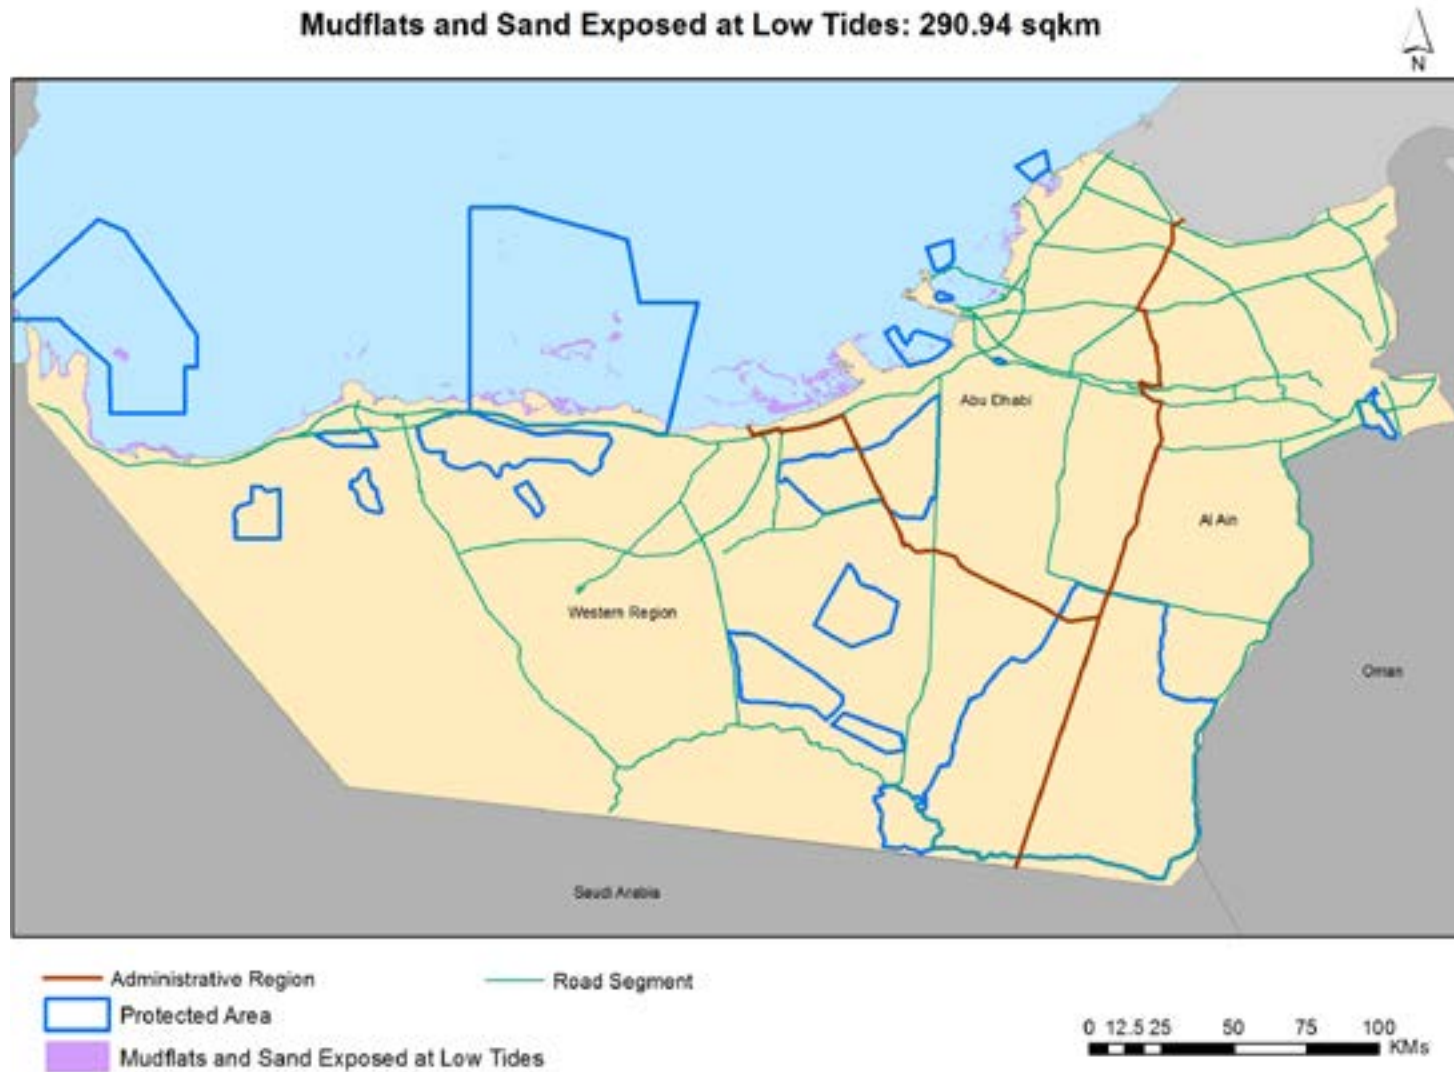 Mudflats and Sand Exposed at Low Tides: 290.94 sqkm
N
Abu Dhabi
Al Ain
Western Region
Oman
Saudi Arabia
Administrative Region
Road Segment
Protected Area
Mudflats and Sand Exposed at Low Tides
0 12.5 25 50 75 100
KMs